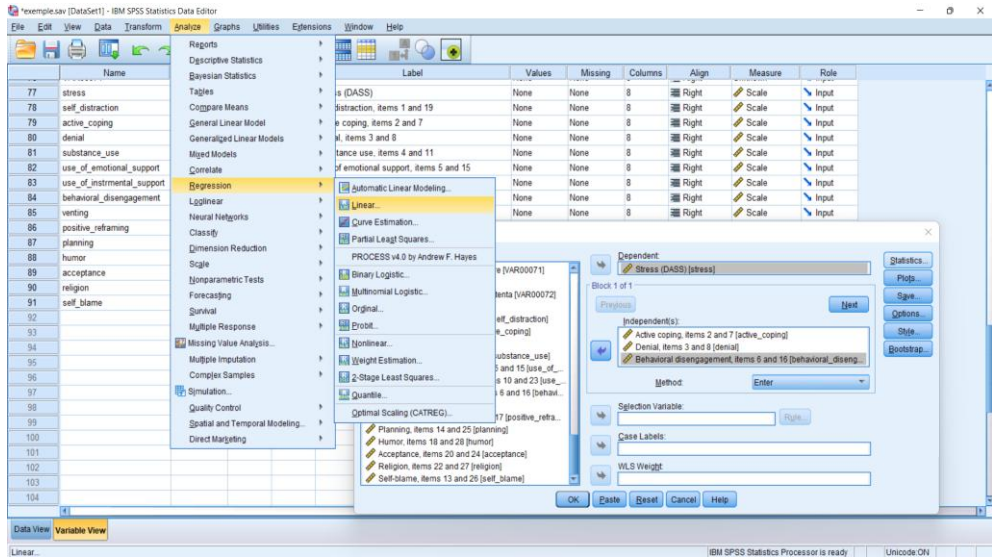 *exemple.sav [DataSet1] - IBM SPSS Statistics Data Editor
File Edit View Data Transform Analyze Graphs Utilities Extensions Window Help
Name Label Values Missing Columns Align Measure Role
77 stress s (DASS) None None 8 Right Scale Input
78 self_distraction distraction, items 1 and 19 None None 8 Right Scale Input
79 active_coping e coping, items 2 and 7 None None 8 Right Scale Input
80 denial al, items 3 and 8 None None 8 Right Scale Input
81 substance_use tance use, items 4 and 11 None None 8 Right Scale Input
82 use_of_emotional_support of emotional support, items 5 and 15 None None 8 Right Scale Input
83 use_of_instrmental_support None None 8 Right Scale Input
84 behavioral_disengagement None None 8 Right Scale Input
85 venting None None 8 Right Scale Input
86 positive_reframing
87 planning
88 humor
89 acceptance
90 religion
91 self_blame
92
93
94
95
96
97
98
99
100
101
102
103
104
Reports
Descriptive Statistics
Bayesian Statistics
Tables
Compare Means
General Linear Model
Generalized Linear Models
Mixed Models
Correlate
Regression
Loglinear
Neural Networks
Classify
Dimension Reduction
Scale
Nonparametric Tests
Forecasting
Survival
Multiple Response
Missing Value Analysis...
Multiple Imputation
Complex Samples
Simulation...
Quality Control
Spatial and Temporal Modeling...
Direct Marketing
Automatic Linear Modeling...
Linear...
Curve Estimation...
Partial Least Squares...
PROCESS v4.0 by Andrew F. Hayes
Binary Logistic...
Multinomial Logistic...
Ordinal...
Probit...
Nonlinear...
Weight Estimation...
2-Stage Least Squares...
Quantile...
Optimal Scaling (CATREG)...
e [VAR00071]
denta [VAR00072]
elf_distraction]
e_coping]
ubstance_use]
5 and 15 [use_of_...
s 10 and 23 [use_...
s 6 and 16 [behavi...
17 [positive_refra...
Planning, items 14 and 25 [planning]
Humor, items 18 and 28 [humor]
Acceptance, items 20 and 24 [acceptance]
Religion, items 22 and 27 [religion]
Self-blame, items 13 and 26 [self_blame]
Dependent:
Stress (DASS) [stress]
Block 1 of 1
Previous Next
Independent(s):
Active coping, items 2 and 7 [active_coping]
Denial, items 3 and 8 [denial]
Behavioral disengagement, items 6 and 16 [behavioral_diseng...
Method: Enter
Selection Variable:
Rule...
Case Labels:
WLS Weight:
Statistics...
Plots...
Save...
Options...
Style...
Bootstrap...
OK Paste Reset Cancel Help
Data View Variable View
Linear... IBM SPSS Statistics Processor is ready Unicode:ON